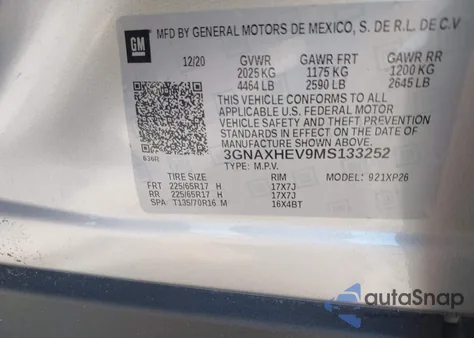 GM
MFD BY GENERAL MOTORS DE MEXICO, S. DE R.L. DE C.V
12/20 GVWR GAWR FRT GAWR RR
2025 KG 1175 KG 1200 KG
4464 LB 2590 LB 2645 LB
THIS VEHICLE CONFORMS TO ALL
APPLICABLE U.S. FEDERAL MOTOR
VEHICLE SAFETY AND THEFT PREVENTION
STANDARDS IN EFFECT ON THE DATE OF
MANUFACTURE SHOWN ABOVE.
636R 3GNAXHEV9MS133252
TYPE: M.P.V. MODEL: 921XP26
TIRE SIZE RIM
FRT 225/65R17 H 17X7J
RR 225/65R17 H 17X7J
SPA T135/70R16 M 16X4BT
autoSnap